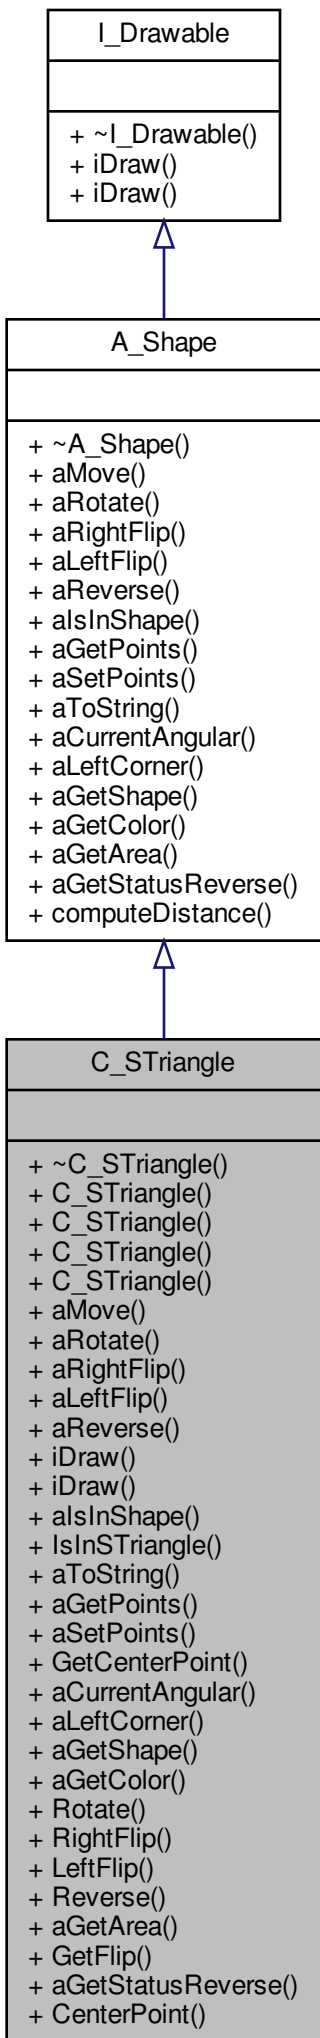 I_Drawable
+ ~I_Drawable()
+ iDraw()
+ iDraw()
A_Shape
+ ~A_Shape()
+ aMove()
+ aRotate()
+ aRightFlip()
+ aLeftFlip()
+ aReverse()
+ aIsInShape()
+ aGetPoints()
+ aSetPoints()
+ aToString()
+ aCurrentAngular()
+ aLeftCorner()
+ aGetShape()
+ aGetColor()
+ aGetArea()
+ aGetStatusReverse()
+ computeDistance()
C_STriangle
+ ~C_STriangle()
+ C_STriangle()
+ C_STriangle()
+ C_STriangle()
+ C_STriangle()
+ aMove()
+ aRotate()
+ aRightFlip()
+ aLeftFlip()
+ aReverse()
+ iDraw()
+ iDraw()
+ aIsInShape()
+ IsInSTriangle()
+ aToString()
+ aGetPoints()
+ aSetPoints()
+ GetCenterPoint()
+ aCurrentAngular()
+ aLeftCorner()
+ aGetShape()
+ aGetColor()
+ Rotate()
+ RightFlip()
+ LeftFlip()
+ Reverse()
+ aGetArea()
+ GetFlip()
+ aGetStatusReverse()
+ CenterPoint()